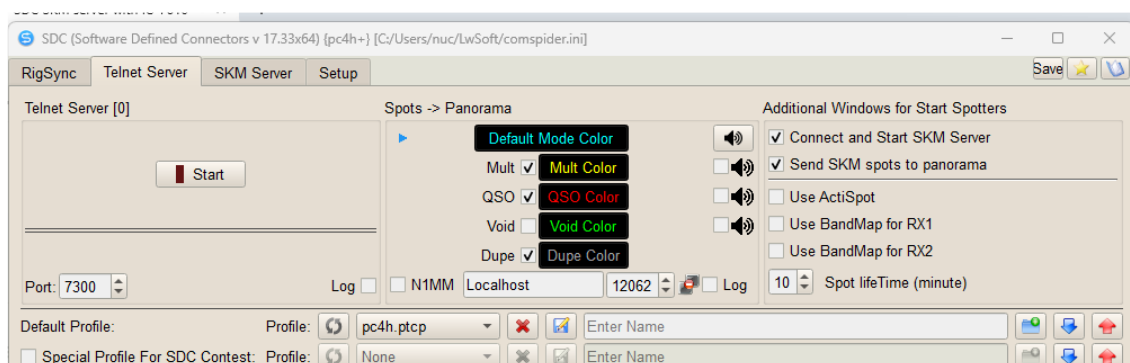 SDC (Software Defined Connectors v 17.33x64) {pc4h+} [C:/Users/nuc/LwSoft/comspider.ini]
RigSync Telnet Server SKM Server Setup Save
Telnet Server [0] Spots -> Panorama Additional Windows for Start Spotters
Default Mode Color Connect and Start SKM Server
Start Mult Mult Color Send SKM spots to panorama
QSO QSO Color Use ActiSpot
Void Void Color Use BandMap for RX1
Dupe Dupe Color Use BandMap for RX2
Port: 7300 Log N1MM Localhost 12062 Log 10 Spot lifeTime (minute)
Default Profile: Profile: pc4h.ptcp Enter Name
Special Profile For SDC Contest: Profile: None Enter Name